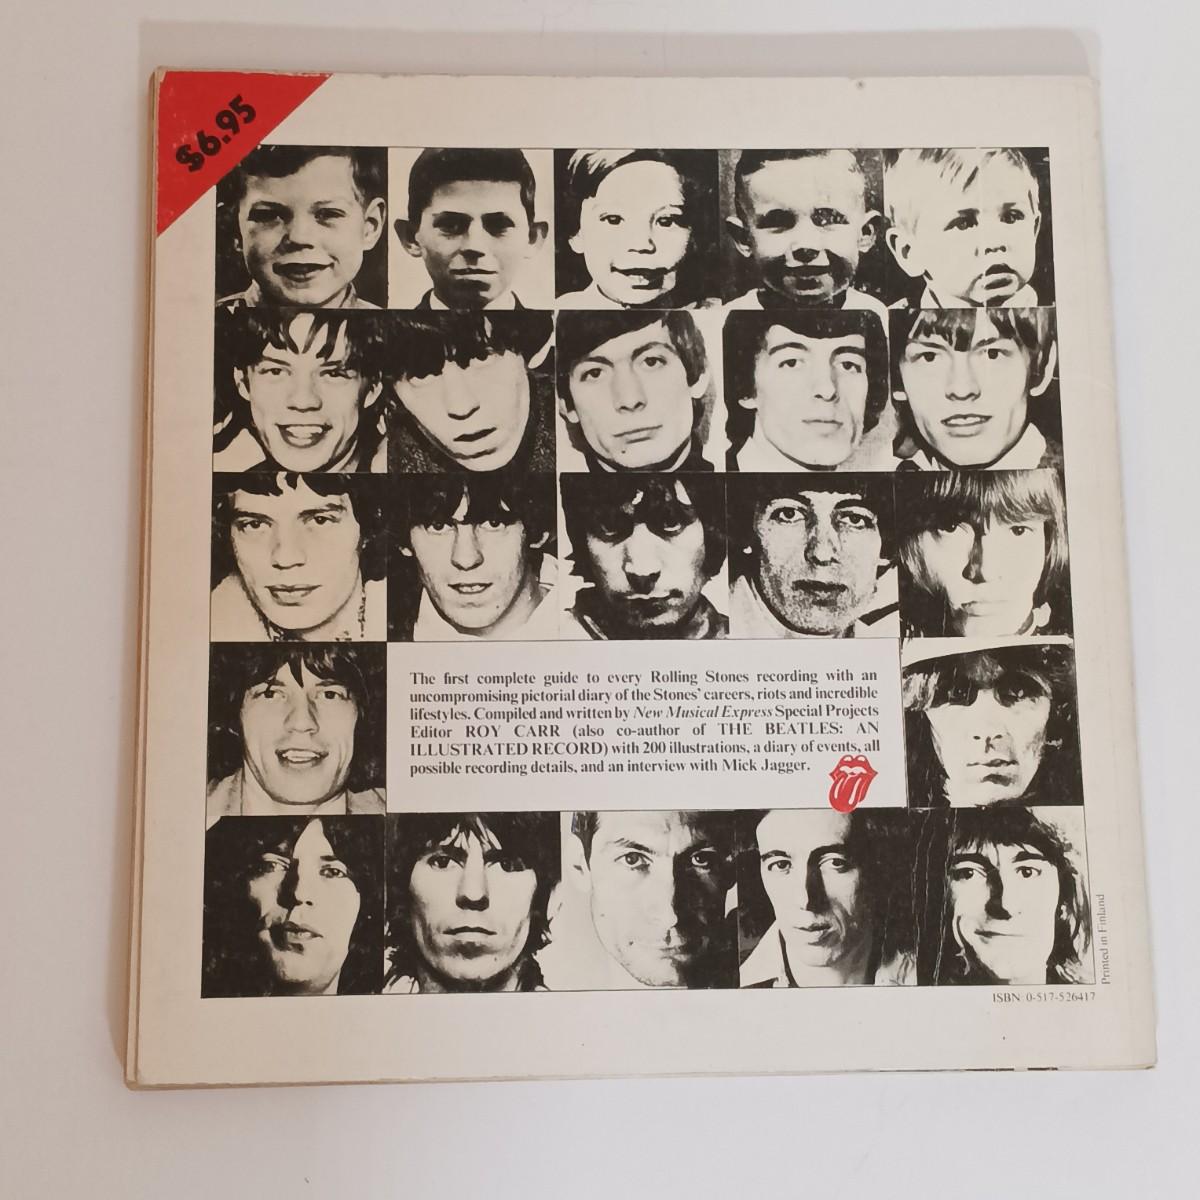 $6.95
The first complete guide to every Rolling Stones recording with an
uncompromising pictorial diary of the Stones' careers, riots and incredible
lifestyles. Compiled and written by New Musical Express Special Projects
Editor ROY CARR (also co-author of THE BEATLES: AN
ILLUSTRATED RECORD) with 200 illustrations, a diary of events, all
possible recording details, and an interview with Mick Jagger.
Printed in Finland
ISBN: 0-517-526417